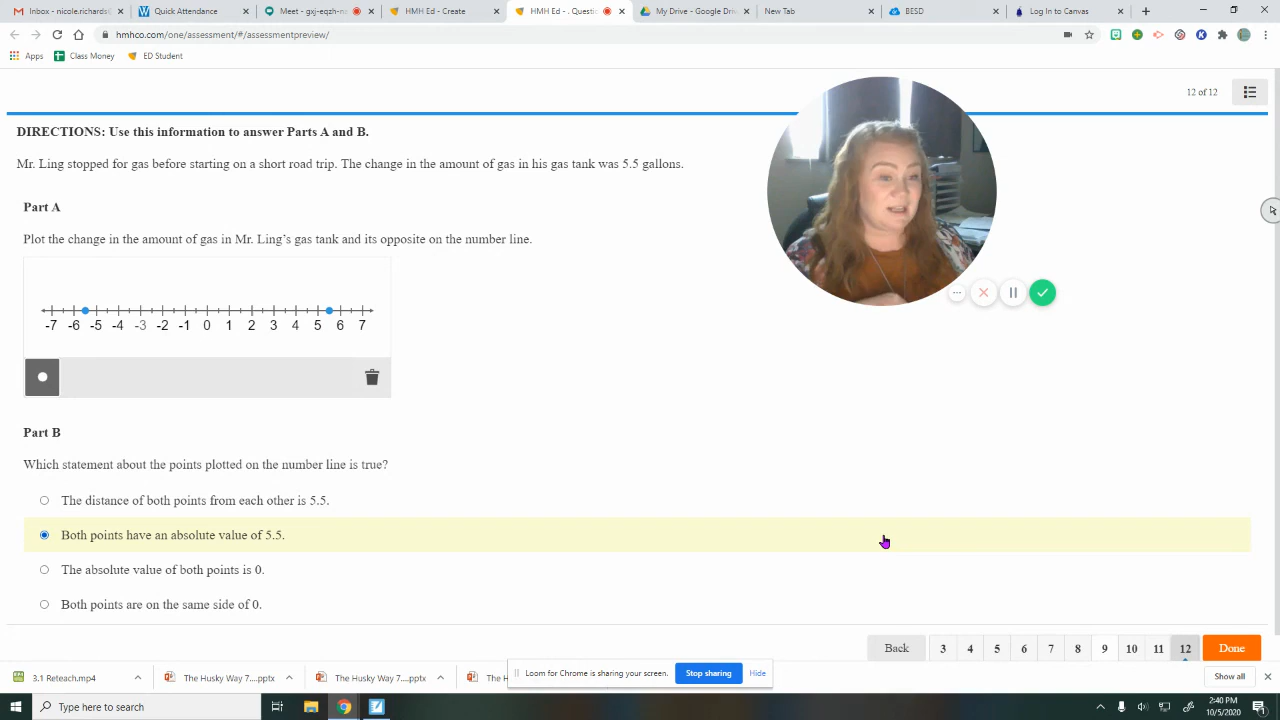 Inbox - nicole.richards@
Quick Attendance
Meet - gxj-eqzh-n
HMH Ed - Create
HMH Ed - . Questio
My Drive - Google Driv
New Tab
BESD
Log In to Canvas
hmhco.com/one/assessment/#/assessmentpreview/
Apps
Class Money
ED Student
12 of 12
DIRECTIONS: Use this information to answer Parts A and B.
Mr. Ling stopped for gas before starting on a short road trip. The change in the amount of gas in his gas tank was 5.5 gallons.
Part A
Plot the change in the amount of gas in Mr. Ling's gas tank and its opposite on the number line.
-7 -6 -5 -4 -3 -2 -1 0 1 2 3 4 5 6 7
Part B
Which statement about the points plotted on the number line is true?
The distance of both points from each other is 5.5.
Both points have an absolute value of 5.5.
The absolute value of both points is 0.
Both points are on the same side of 0.
Back 3 4 5 6 7 8 9 10 11 12 Done
3.1 Reteach.mp4
The Husky Way 7....pptx
The Husky Way 7....pptx
The H
Loom for Chrome is sharing your screen.
Stop sharing
Hide
Show all
Type here to search
2:40 PM
10/5/2020